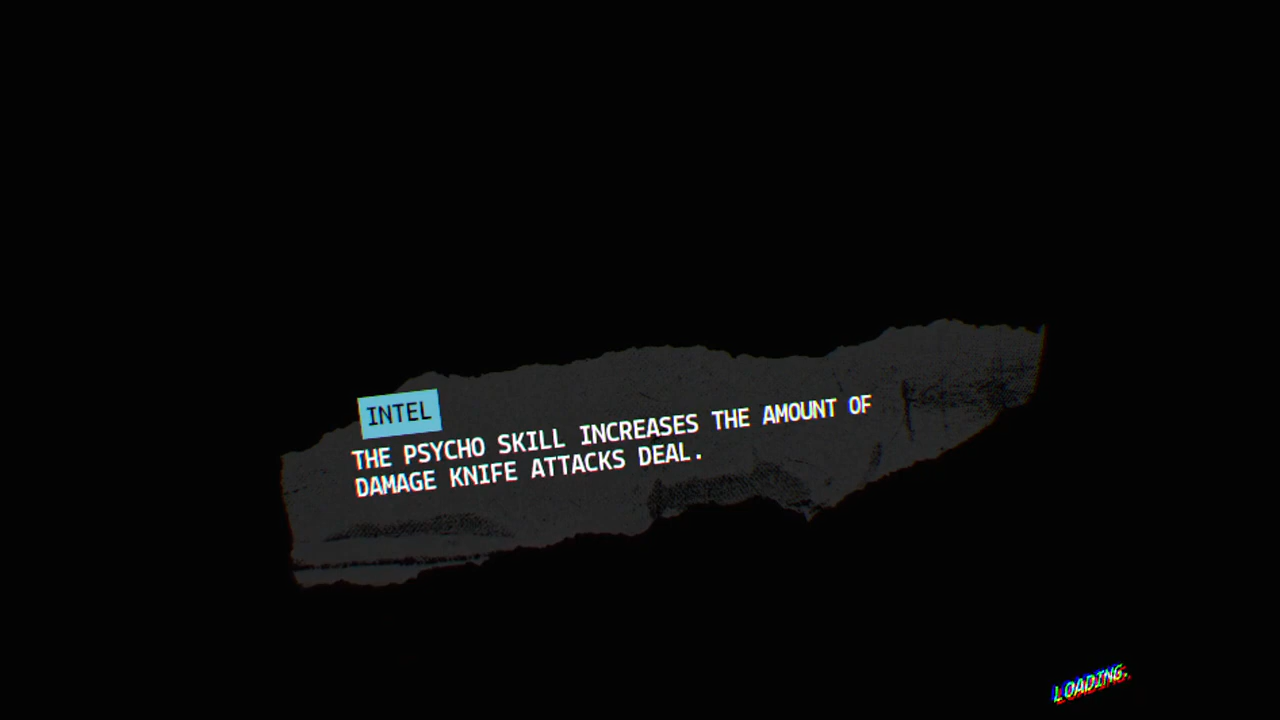 INTEL
THE PSYCHO SKILL INCREASES THE AMOUNT OF
DAMAGE KNIFE ATTACKS DEAL.
LOADING.